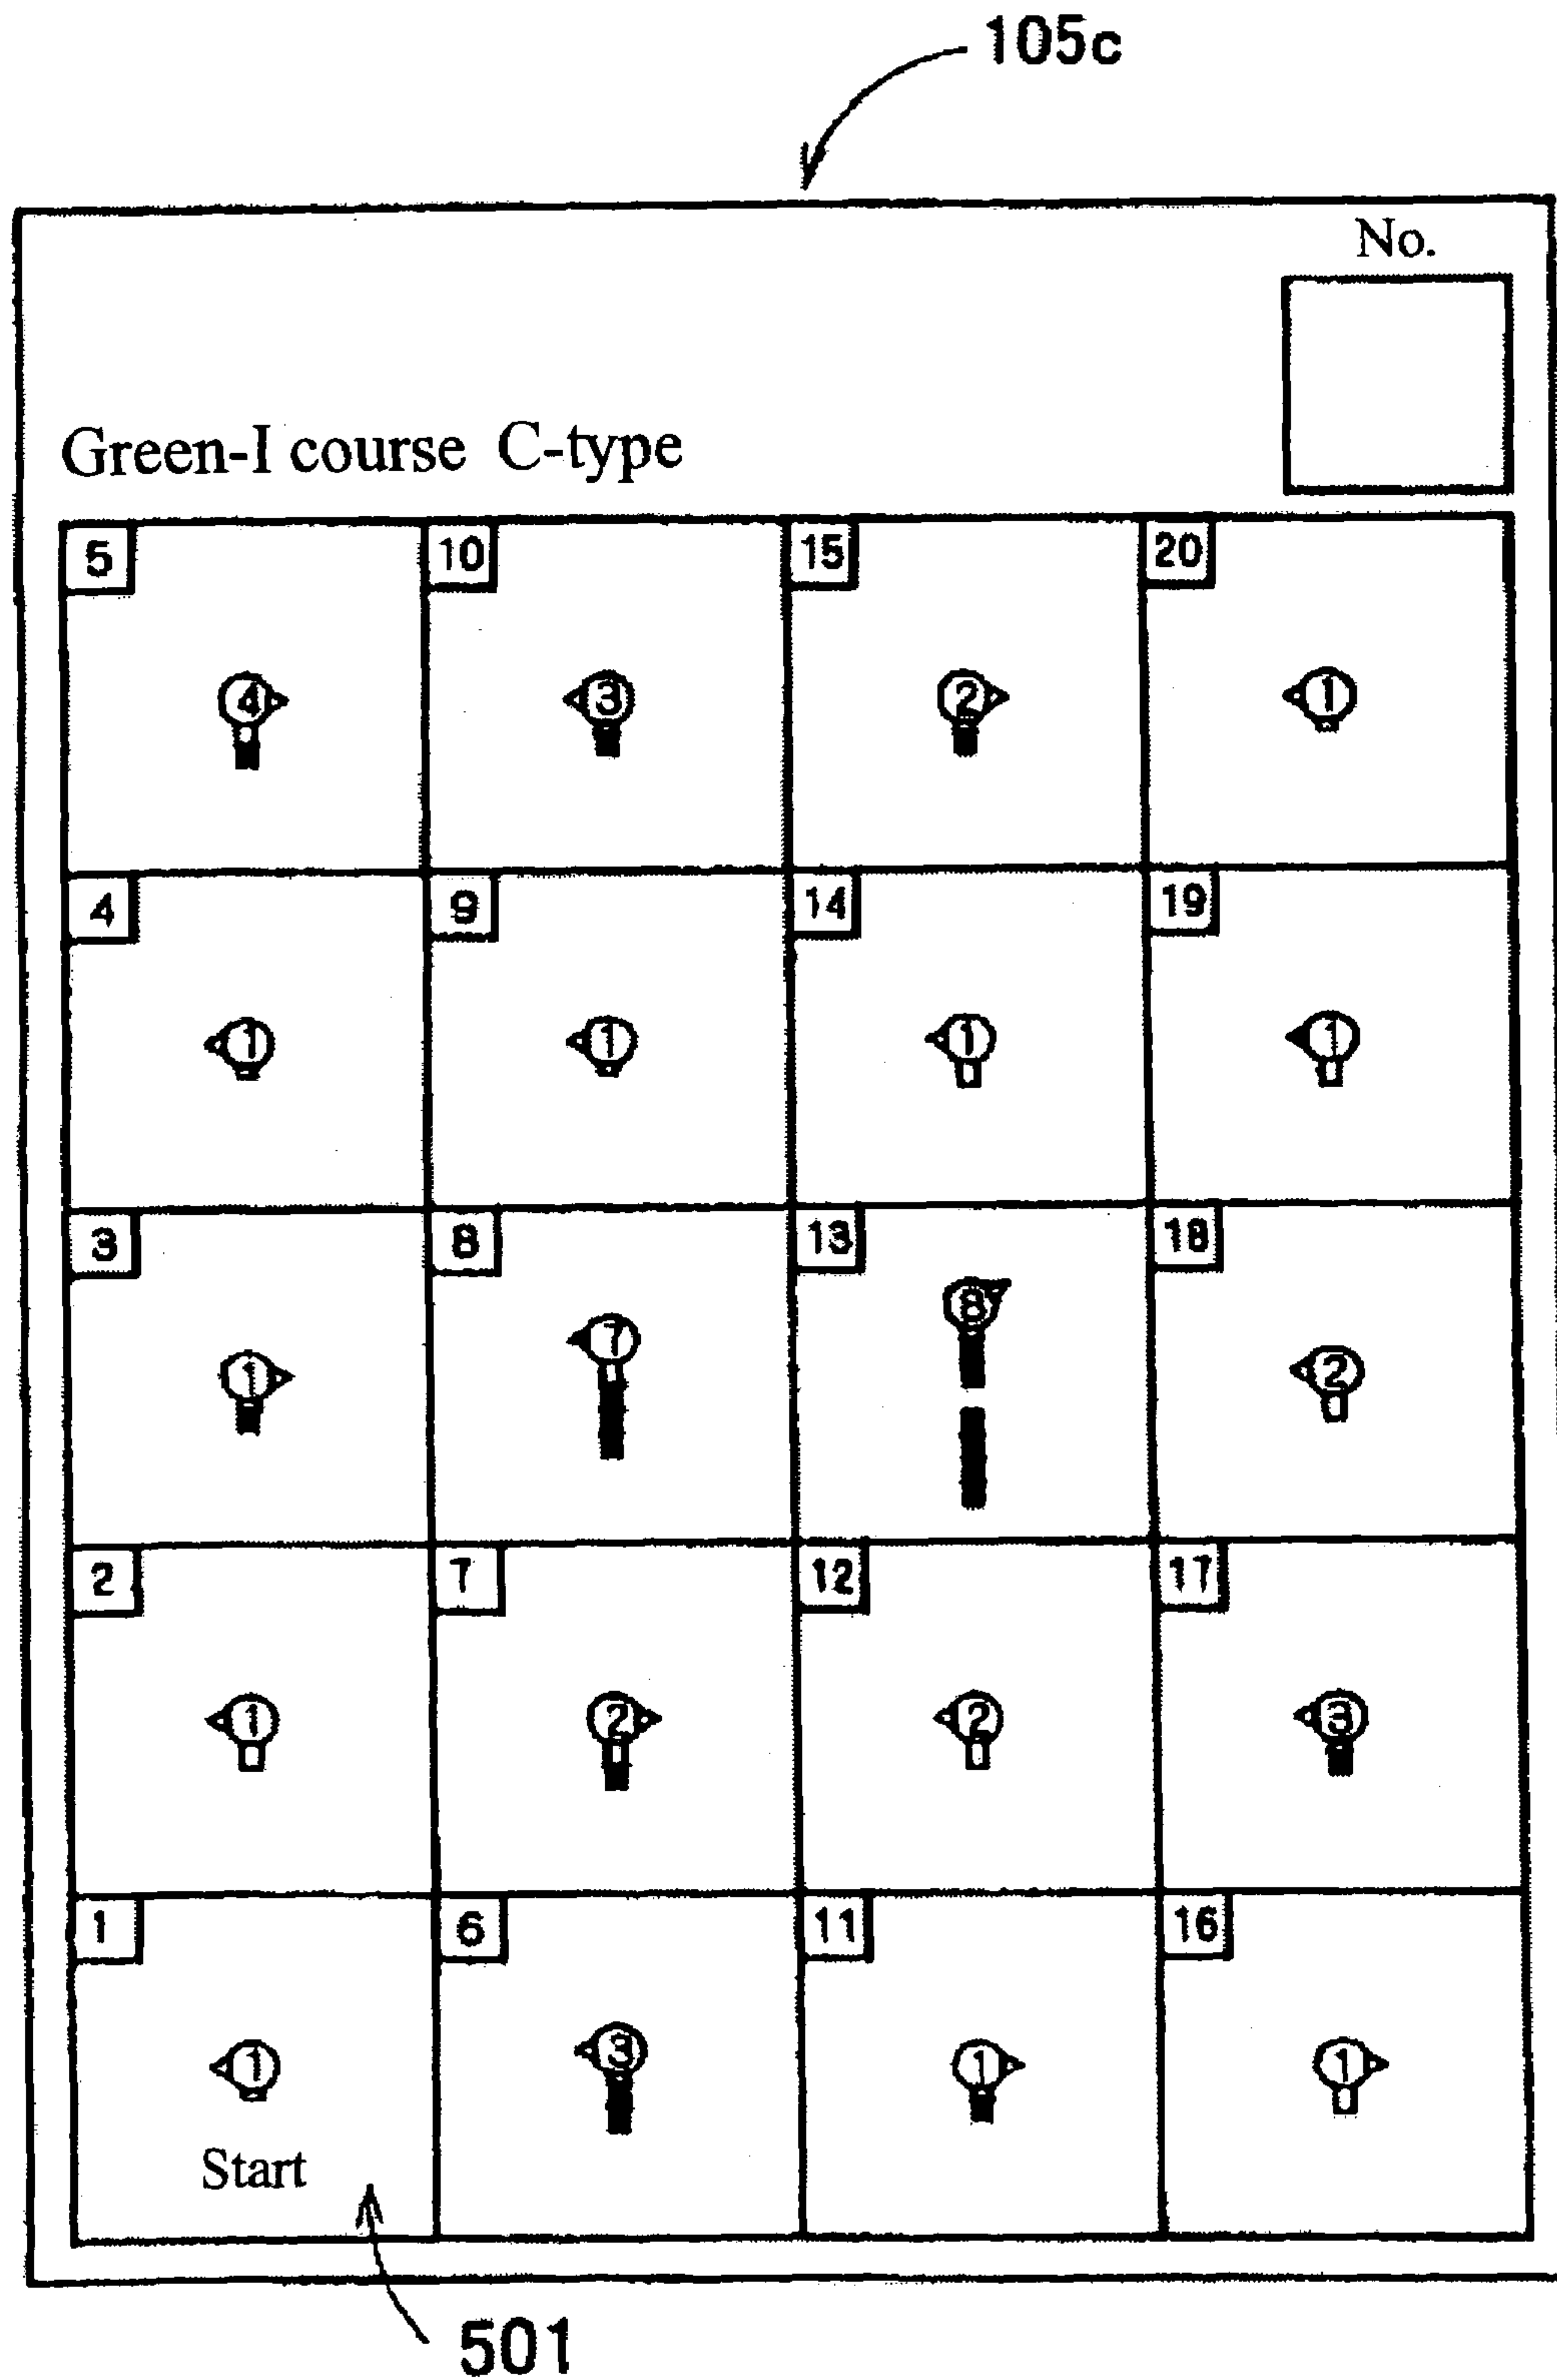 105c
No.
Green-I course C-type
5 10 15 20
4 3 2 1
4 9 14 19
1 1 1 1
3 8 13 18
1 7 8 2
2 7 12 17
1 2 2 3
1 6 11 16
1 3 1 1
Start
501